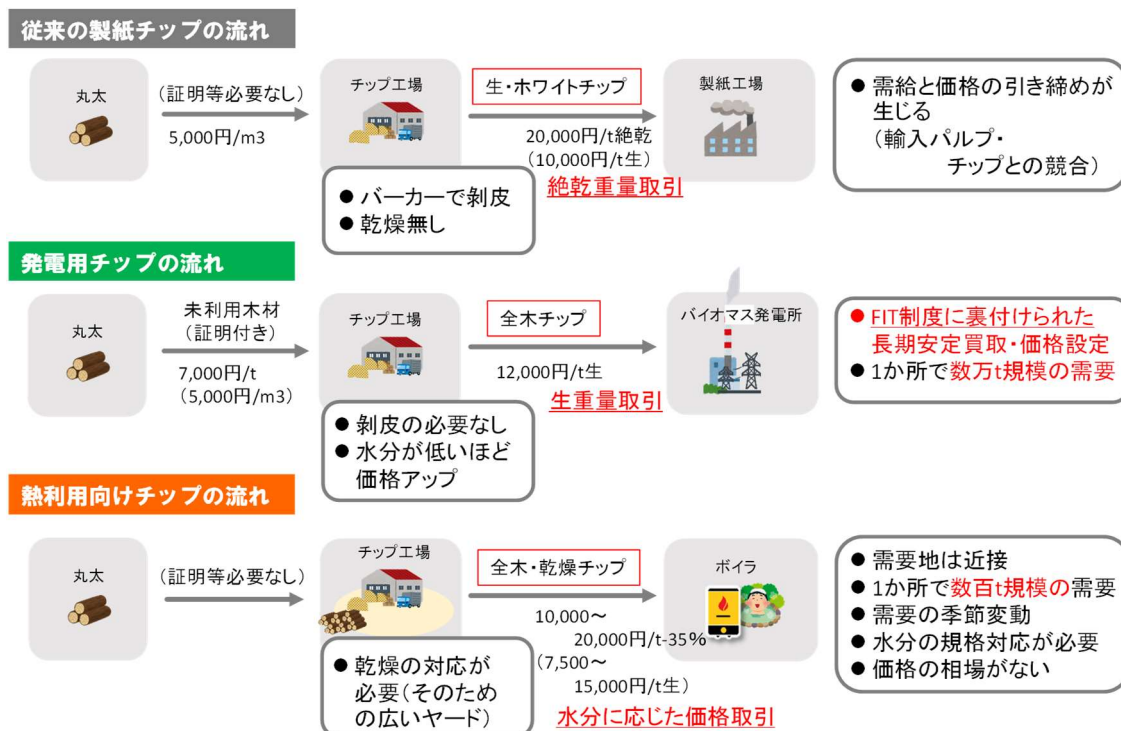 従来の製紙チップの流れ
丸太
(証明等必要なし)
5,000円/m3
チップ工場
生・ホワイトチップ
20,000円/t絶乾
(10,000円/t生)
絶乾重量取引
製紙工場
● バーカーで剝皮
● 乾燥無し
● 需給と価格の引き締めが
生じる
(輸入パルプ・
チップとの競合)
発電用チップの流れ
丸太
未利用木材
(証明付き)
7,000円/t
(5,000円/m3)
チップ工場
全木チップ
12,000円/t生
生重量取引
バイオマス発電所
● 剥皮の必要なし
● 水分が低いほど
価格アップ
● FIT制度に裏付けられた
長期安定買取・価格設定
● 1か所で数万t規模の需要
熱利用向けチップの流れ
丸太
(証明等必要なし)
チップ工場
全木・乾燥チップ
10,000～
20,000円/t-35%
(7,500～
15,000円/t生)
水分に応じた価格取引
ボイラ
● 乾燥の対応が
必要(そのため
の広いヤード)
● 需要地は近接
● 1か所で数百t規模の需要
● 需要の季節変動
● 水分の規格対応が必要
● 価格の相場がない